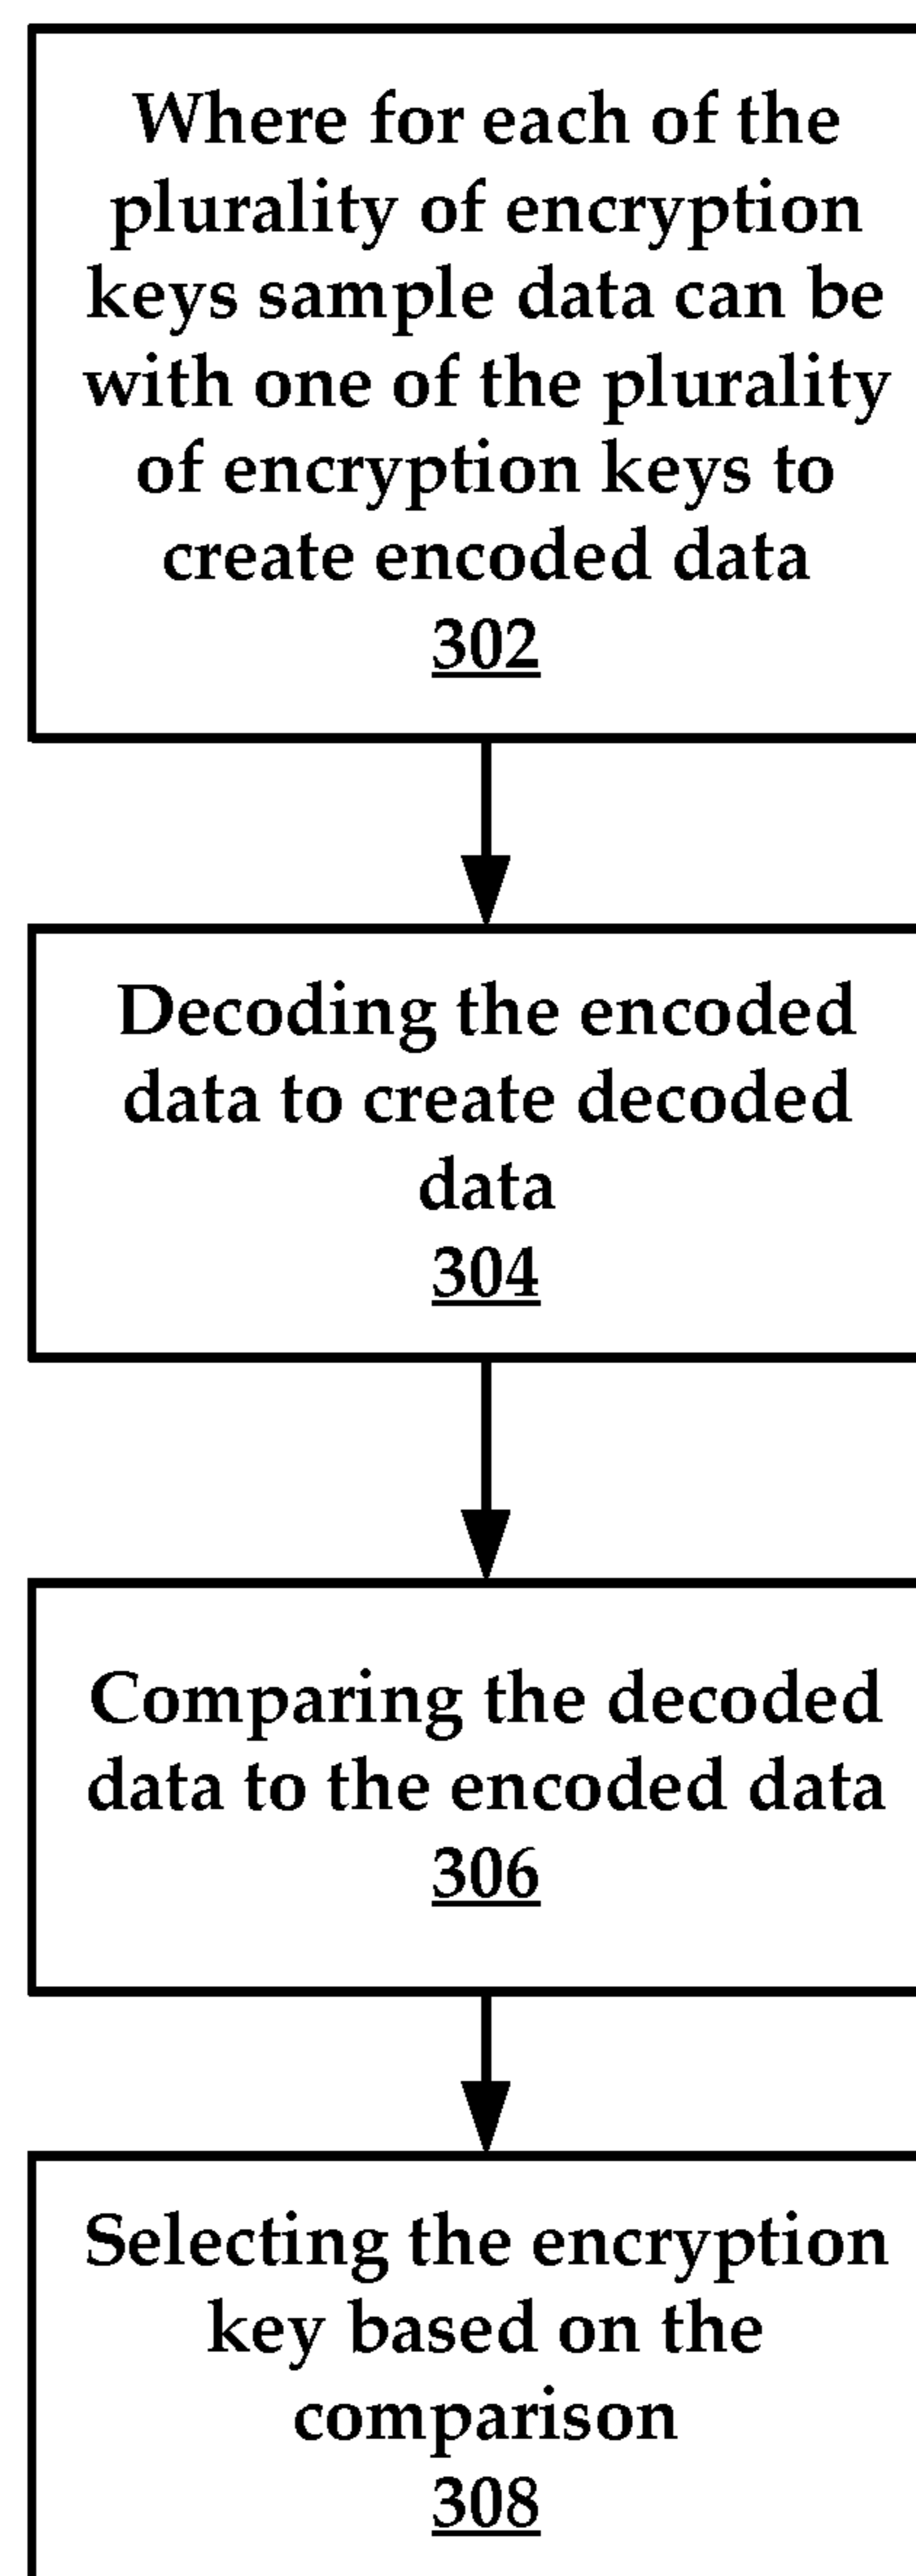 Where for each of the
plurality of encryption
keys sample data can be
with one of the plurality
of encryption keys to
create encoded data
302
Decoding the encoded
data to create decoded
data
304
Comparing the decoded
data to the encoded data
306
Selecting the encryption
key based on the
comparison
308